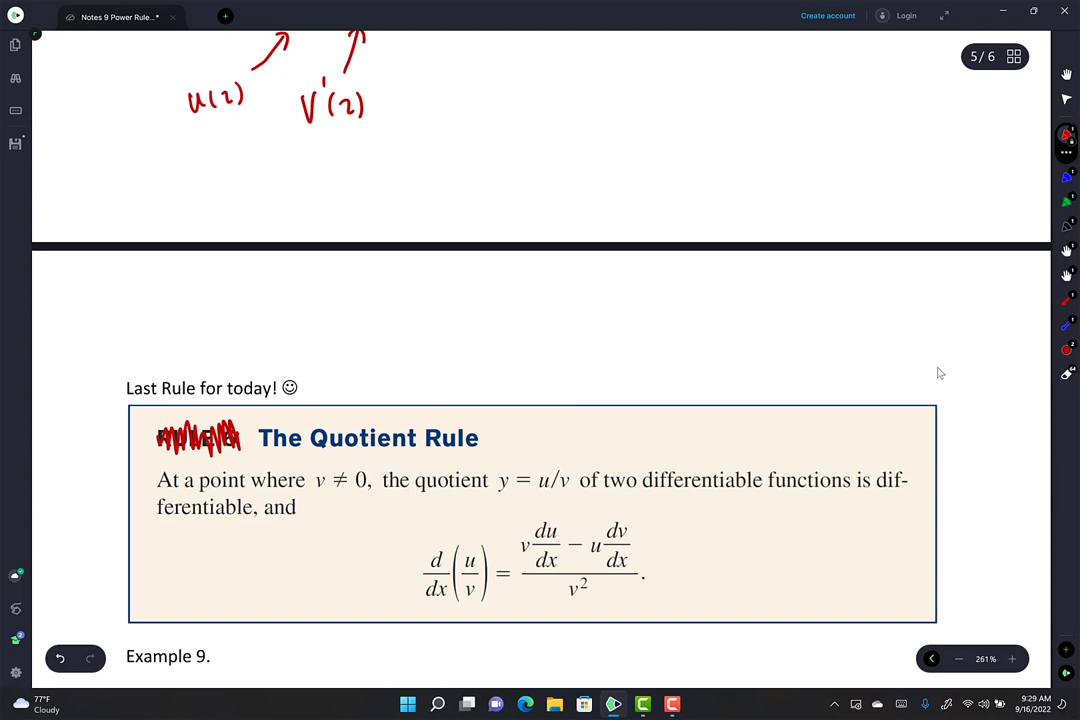 Notes 9 Power Rule...*
Create account
Login
5 / 6
u(2) v'(2)
Last Rule for today! ☺
The Quotient Rule
At a point where v ≠ 0, the quotient y = u/v of two differentiable functions is dif-
ferentiable, and
d/dx (u/v) = (v du/dx − u dv/dx) / v².
Example 9.
261%
77°F
Cloudy
9:29 AM
9/16/2022